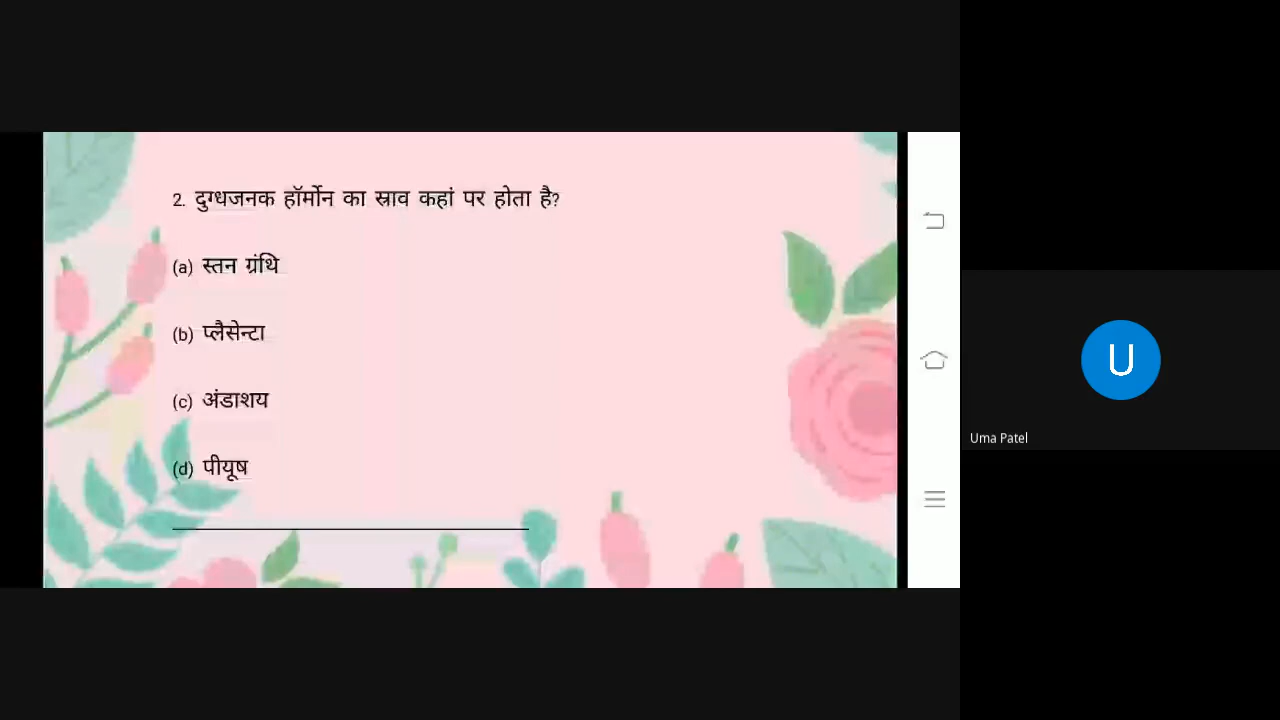 2. दुग्धजनक हॉर्मोन का स्राव कहां पर होता है?
(a) स्तन ग्रंथि
(b) प्लैसेन्टा
(c) अंडाशय
(d) पीयूष
U
Uma Patel